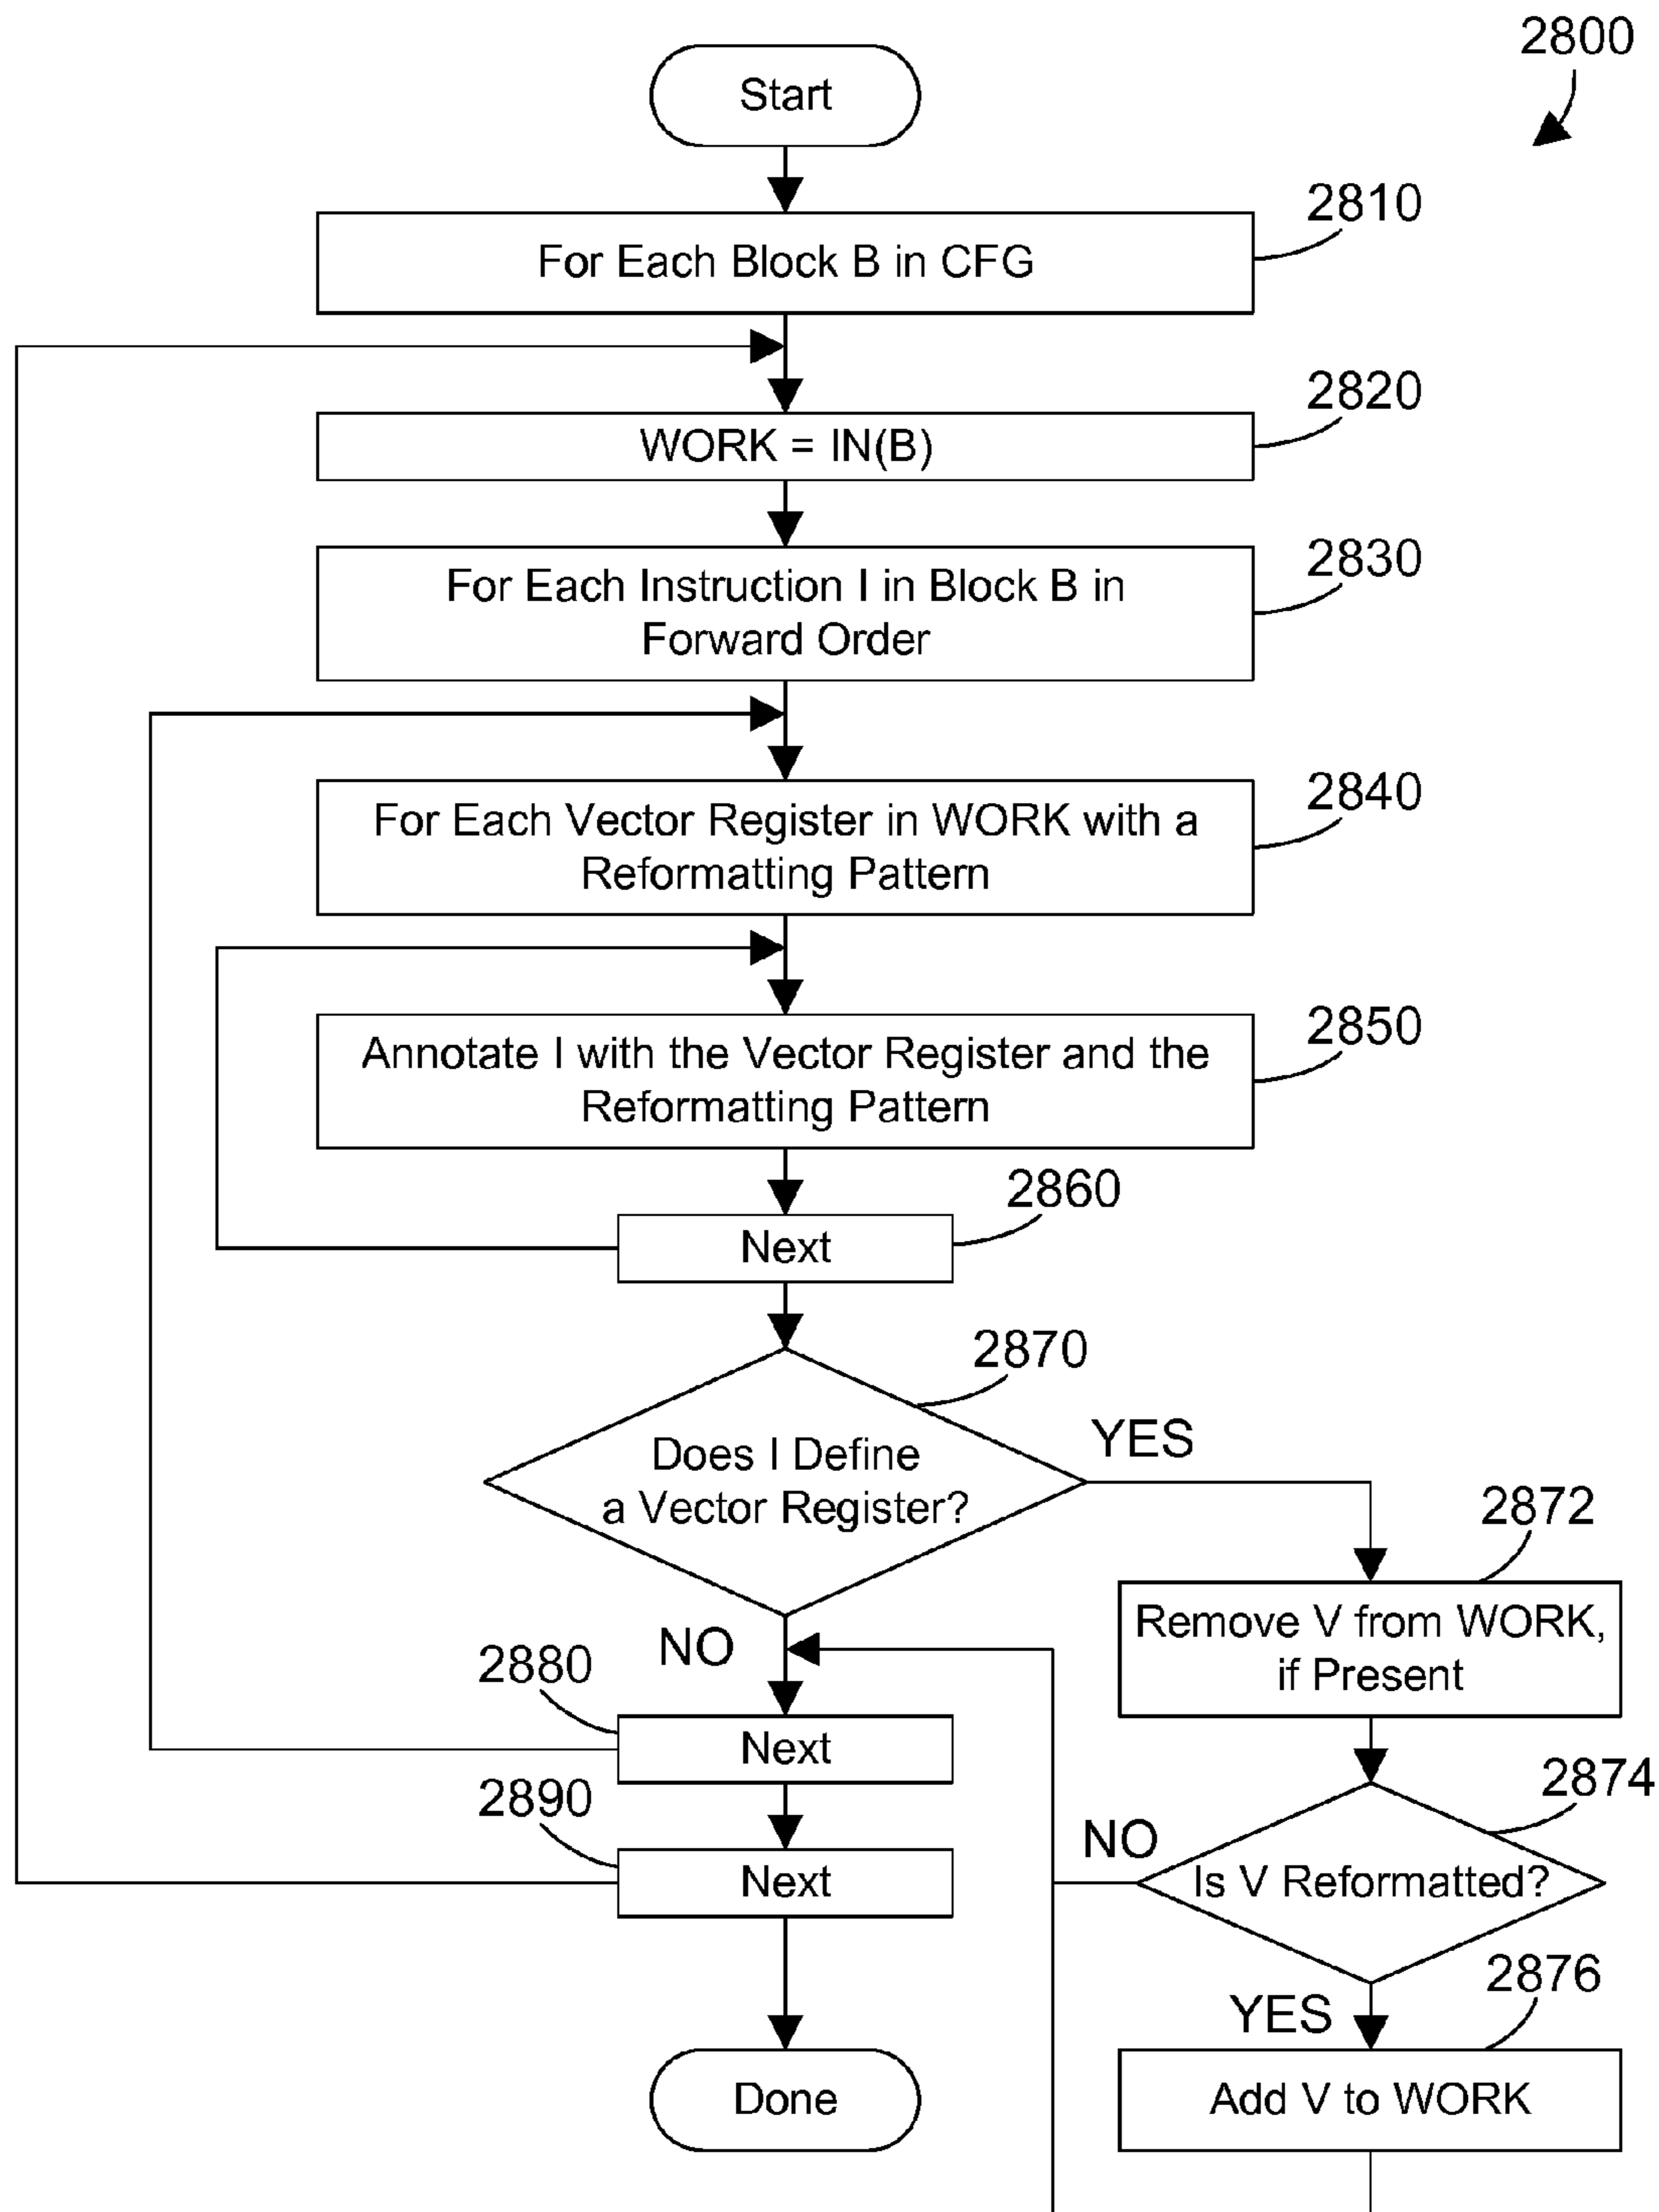 2800
Start
2810
For Each Block B in CFG
2820
WORK = IN(B)
2830
For Each Instruction I in Block B in
Forward Order
2840
For Each Vector Register in WORK with a
Reformatting Pattern
2850
Annotate I with the Vector Register and the
Reformatting Pattern
2860
Next
2870
Does I Define
a Vector Register?
YES
2872
Remove V from WORK,
if Present
NO
2880
Next
2874
Is V Reformatted?
NO
2890
Next
2876
YES
Add V to WORK
Done